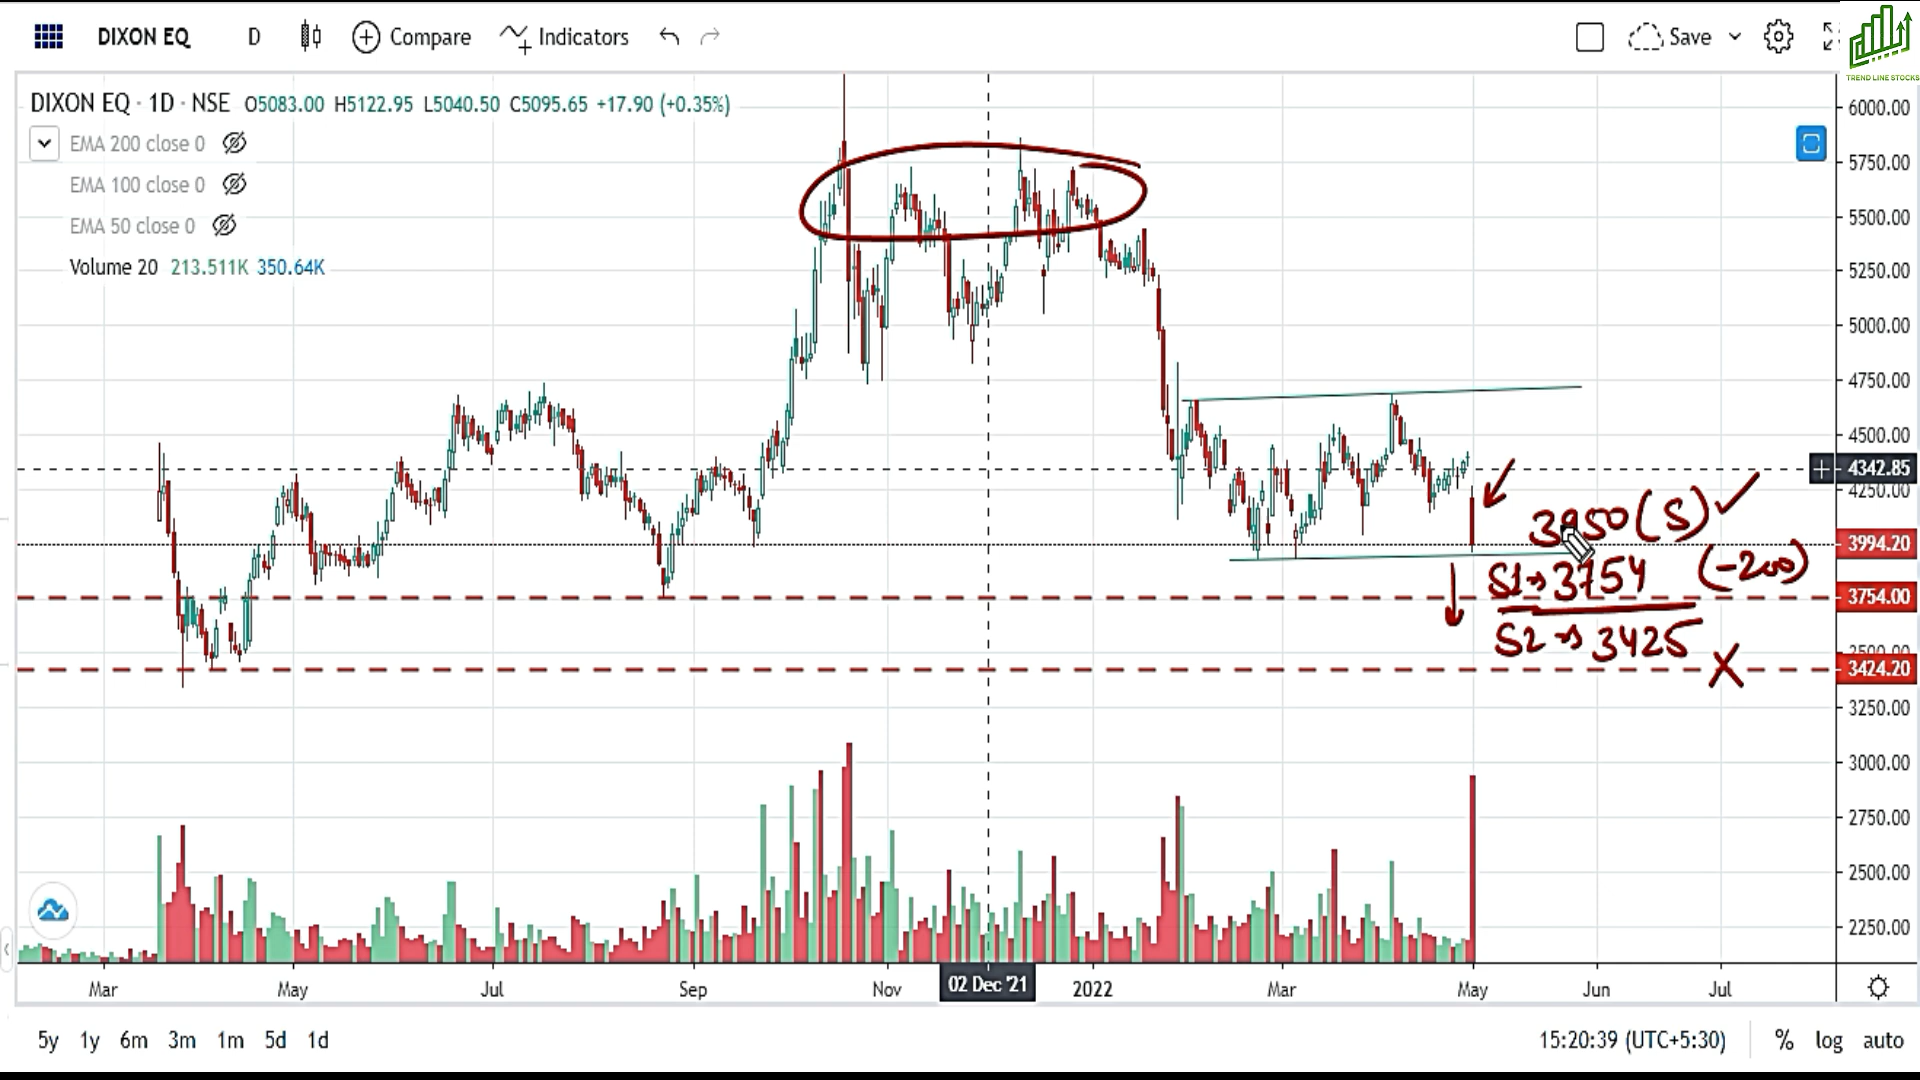 DIXON EQ D Compare Indicators Save
TREND LINE STOCKS
DIXON EQ · 1D · NSE O5083.00 H5122.95 L5040.50 C5095.65 +17.90 (+0.35%)
EMA 200 close 0
EMA 100 close 0
EMA 50 close 0
Volume 20 213.511K 350.64K
6000.00
5750.00
5500.00
5250.00
5000.00
4750.00
4500.00
4342.85
4250.00
3994.20
3754.00
3500.00
3424.20
3250.00
3000.00
2750.00
2500.00
2250.00
3950 (S) ✓
S1→3754 (-200)
S2→3425 X
Mar May Jul Sep Nov 02 Dec '21 2022 Mar May Jun Jul
5y 1y 6m 3m 1m 5d 1d 15:20:39 (UTC+5:30) % log auto